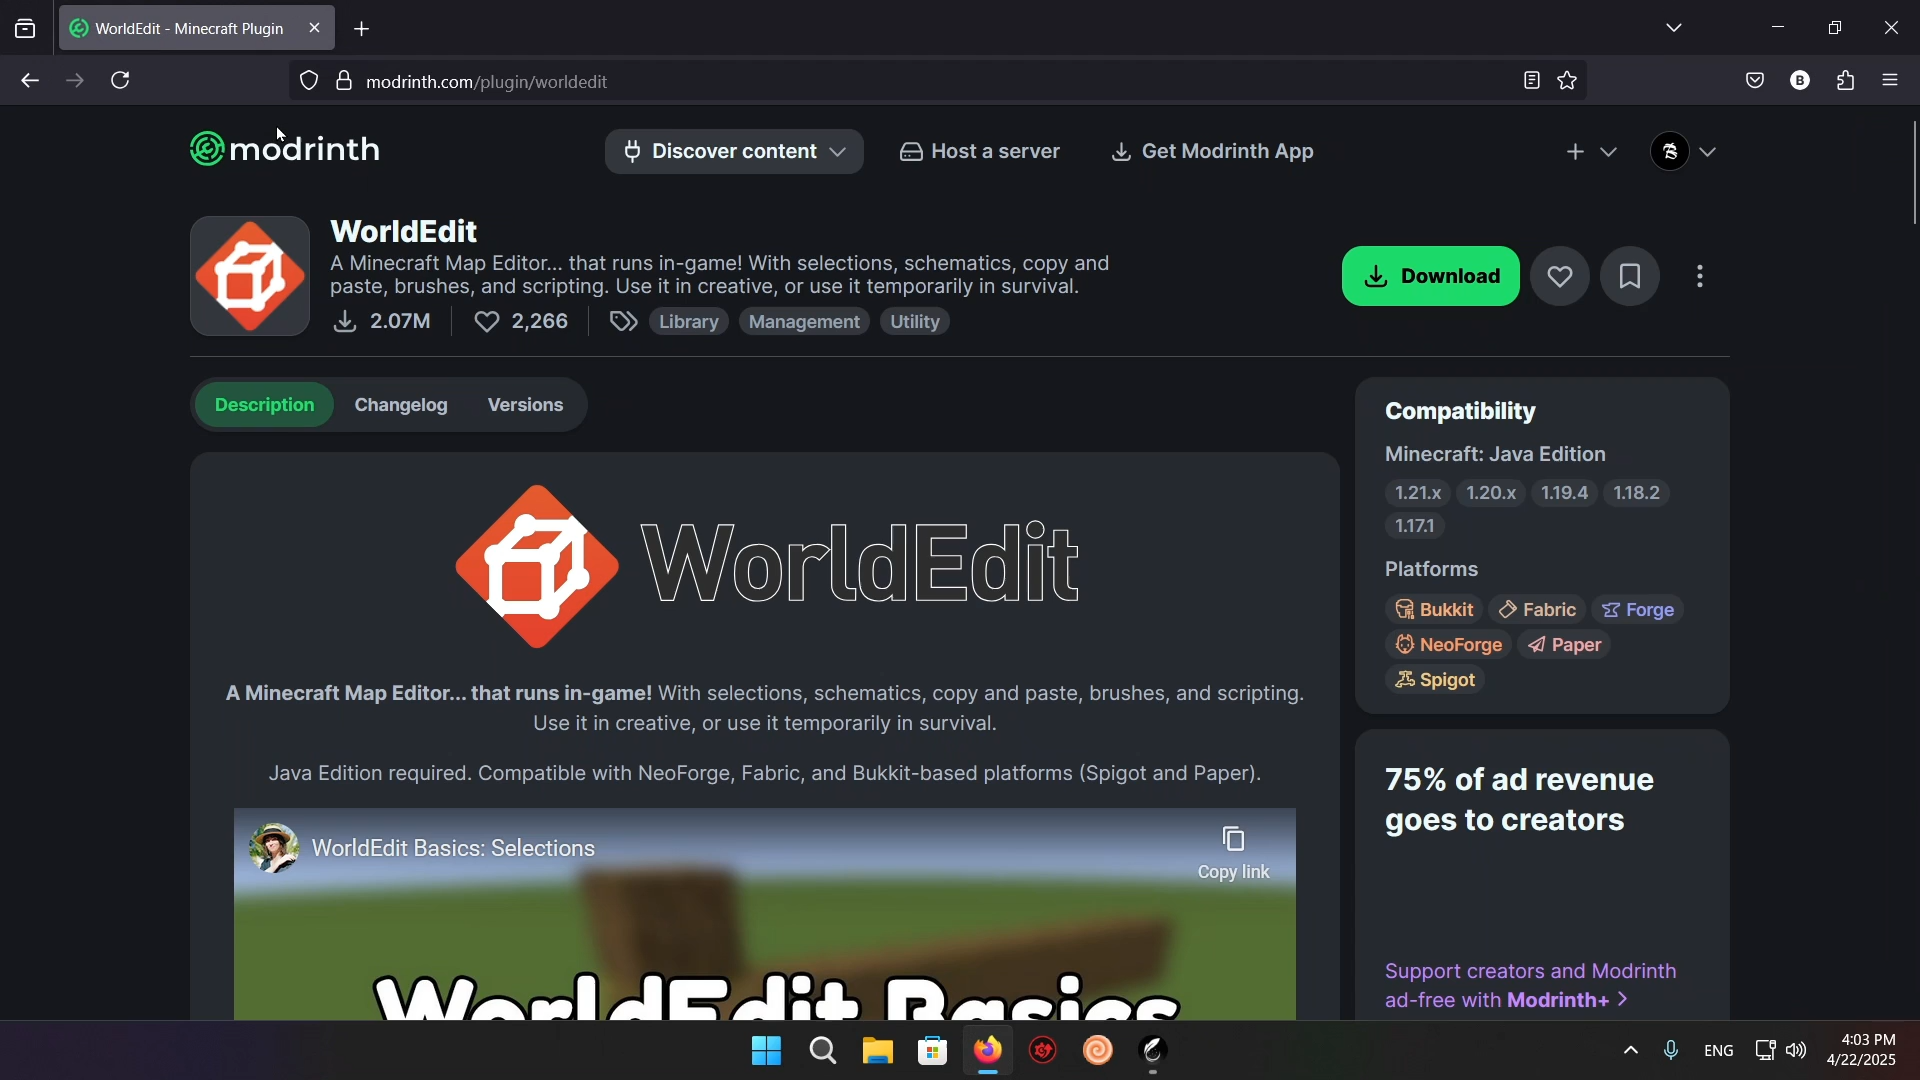 WorldEdit - Minecraft Plugin
modrinth.com/plugin/worldedit
B
modrinth
Discover content
Host a server
Get Modrinth App
WorldEdit
A Minecraft Map Editor... that runs in-game! With selections, schematics, copy and
paste, brushes, and scripting. Use it in creative, or use it temporarily in survival.
2.07M
2,266
Library
Management
Utility
Download
Description
Changelog
Versions
WorldEdit
A Minecraft Map Editor... that runs in-game! With selections, schematics, copy and paste, brushes, and scripting.
Use it in creative, or use it temporarily in survival.
Java Edition required. Compatible with NeoForge, Fabric, and Bukkit-based platforms (Spigot and Paper).
WorldEdit Basics: Selections
Copy link
WorldEdit Basics
Compatibility
Minecraft: Java Edition
1.21.x 1.20.x 1.19.4 1.18.2
1.17.1
Platforms
Bukkit Fabric Forge
NeoForge Paper
Spigot
75% of ad revenue
goes to creators
Support creators and Modrinth
ad-free with Modrinth+
ENG
4:03 PM
4/22/2025